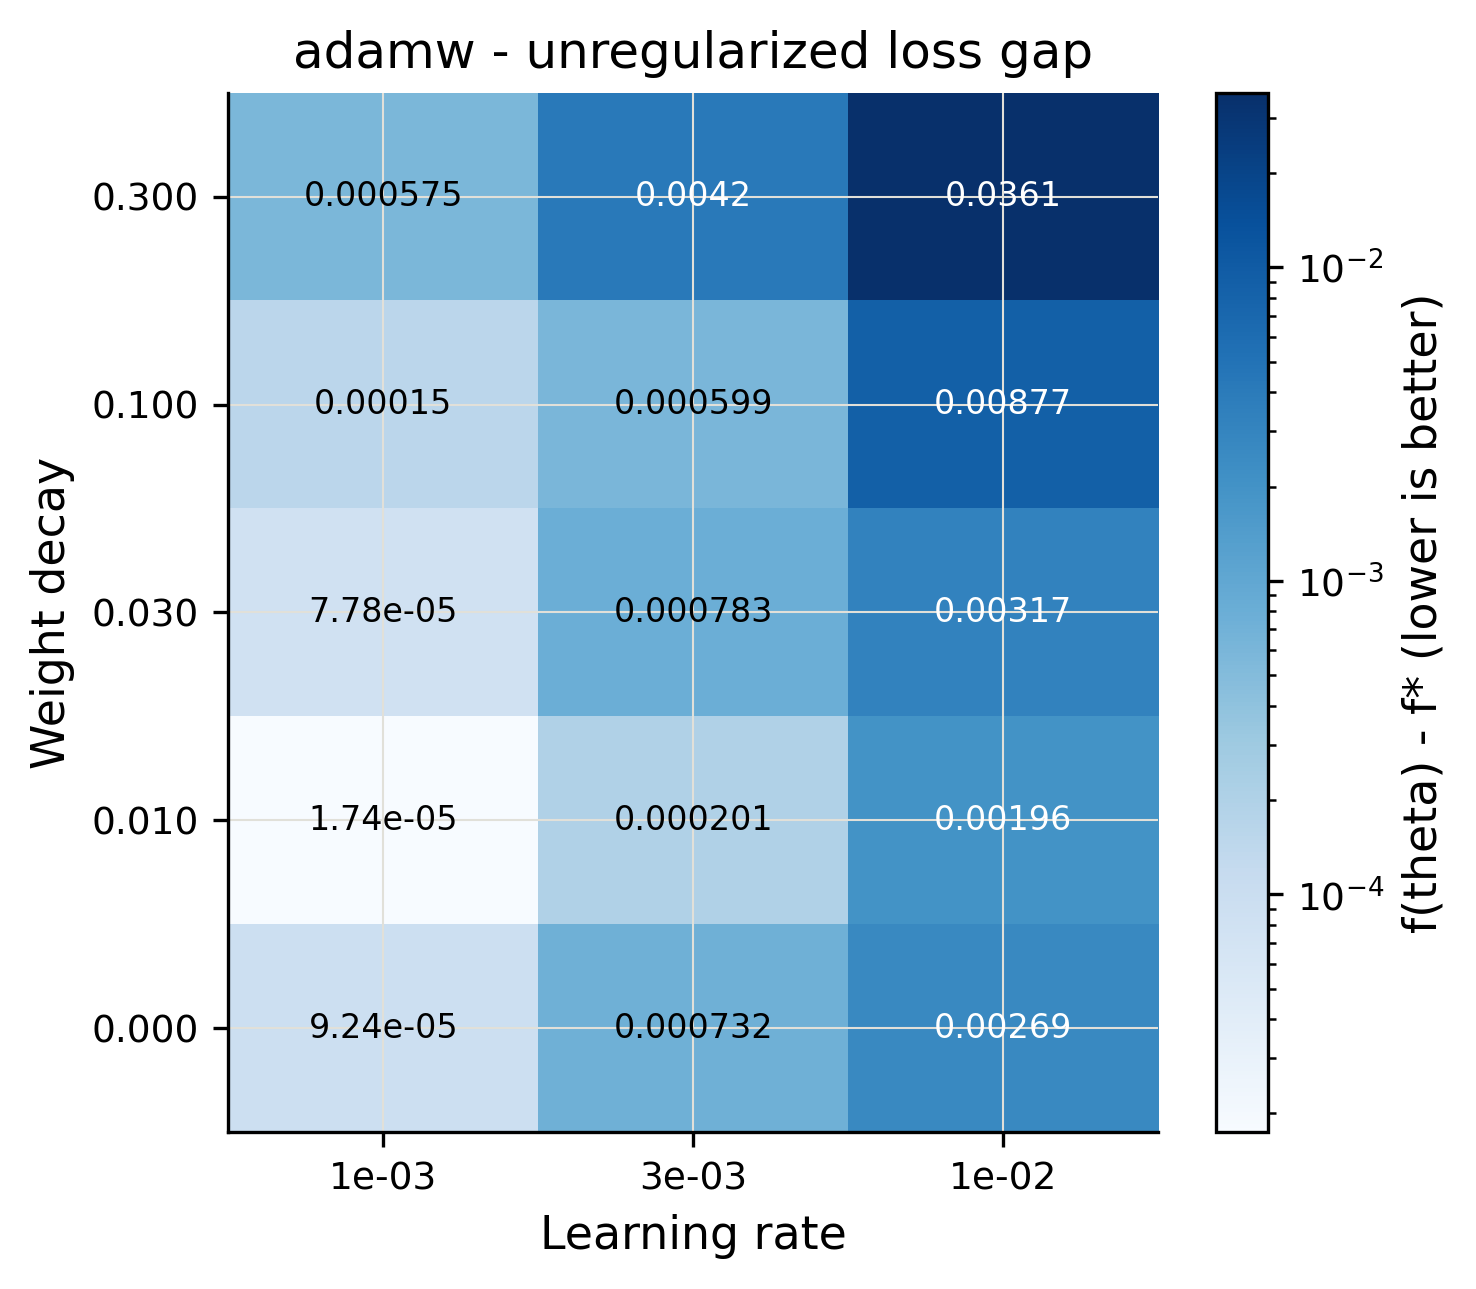 adamw - unregularized loss gap
Weight decay
0.300
0.000575
0.0042
0.0361
0.100
0.00015
0.000599
0.00877
0.030
7.78e-05
0.000783
0.00317
0.010
1.74e-05
0.000201
0.00196
0.000
9.24e-05
0.000732
0.00269
1e-03
3e-03
1e-02
Learning rate
10⁻²
10⁻³
10⁻⁴
f(theta) - f* (lower is better)